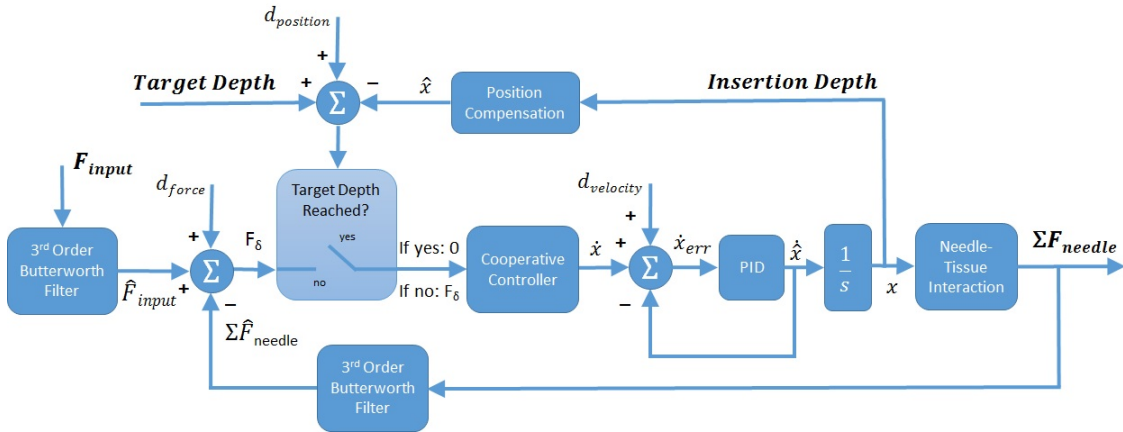 d_position
+
Target Depth
+
−
x̂
Position
Compensation
Insertion Depth
Σ
F_input
d_force
Target Depth
Reached?
yes
no
d_velocity
3rd Order
Butterworth
Filter
F̂_input
+
+
−
Σ
F_δ
If yes: 0
If no: F_δ
Cooperative
Controller
ẋ
+
+
−
Σ
ẋ_err
PID
ẋ̂
1
s
x
Needle-
Tissue
Interaction
ΣF_needle
ΣF̂_needle
3rd Order
Butterworth
Filter